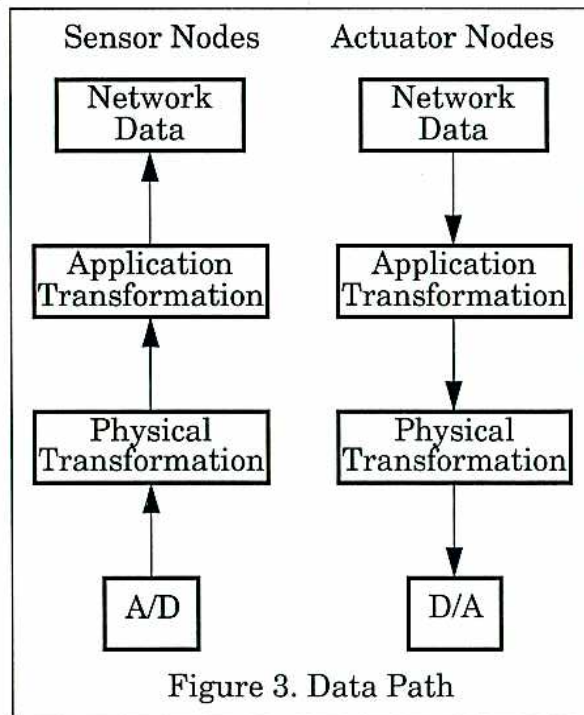 Sensor Nodes
Network
Data
Application
Transformation
Physical
Transformation
A/D
Actuator Nodes
Network
Data
Application
Transformation
Physical
Transformation
D/A
Figure 3. Data Path